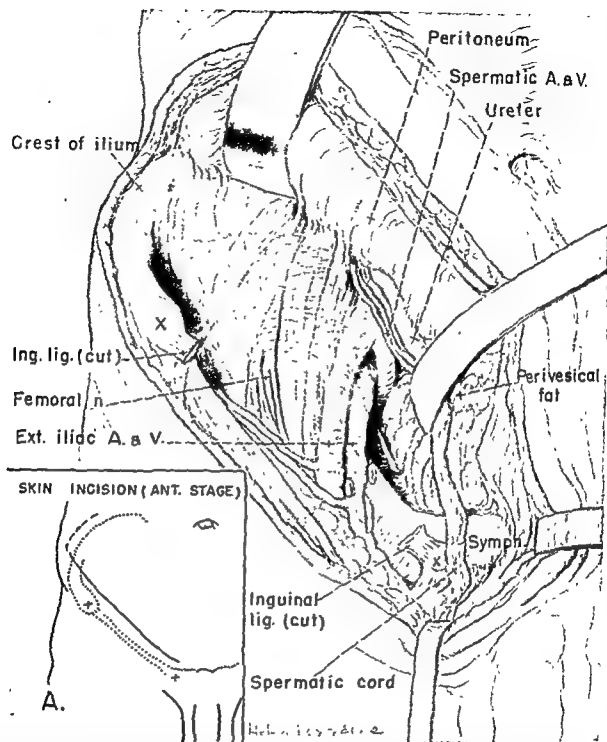 Peritoneum
Spermatic A. & V.
Ureter
Crest of ilium
X
Ing. lig. (cut)
Femoral n
Ext. iliac A. & V.
Perivesical
fat
SKIN INCISION (ANT. STAGE)
Symph.
x
Inguinal
lig. (cut)
Spermatic cord
A.